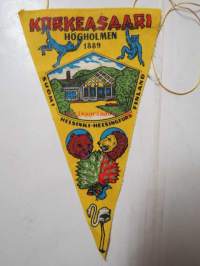 KORKEASAARI
HÖGHOLMEN
1889
SUOMI
FINLAND
HELSINKI-HELSINGFORS